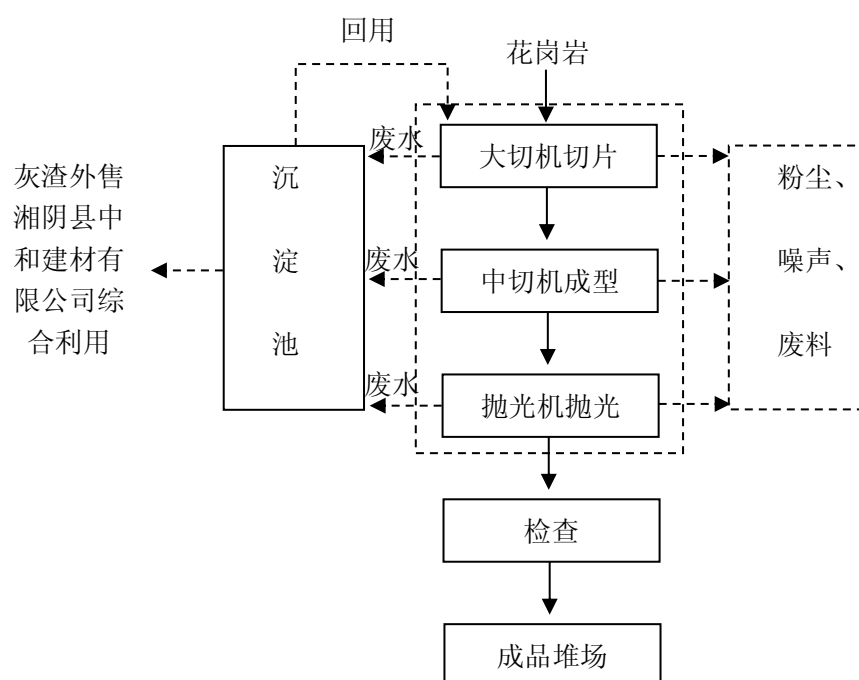 回用
花岗岩
废水
大切机切片
灰渣外售
湘阴县中
和建材有
限公司综
合利用
沉
淀
池
粉尘、
噪声、
废料
废水
中切机成型
废水
抛光机抛光
检查
成品堆场